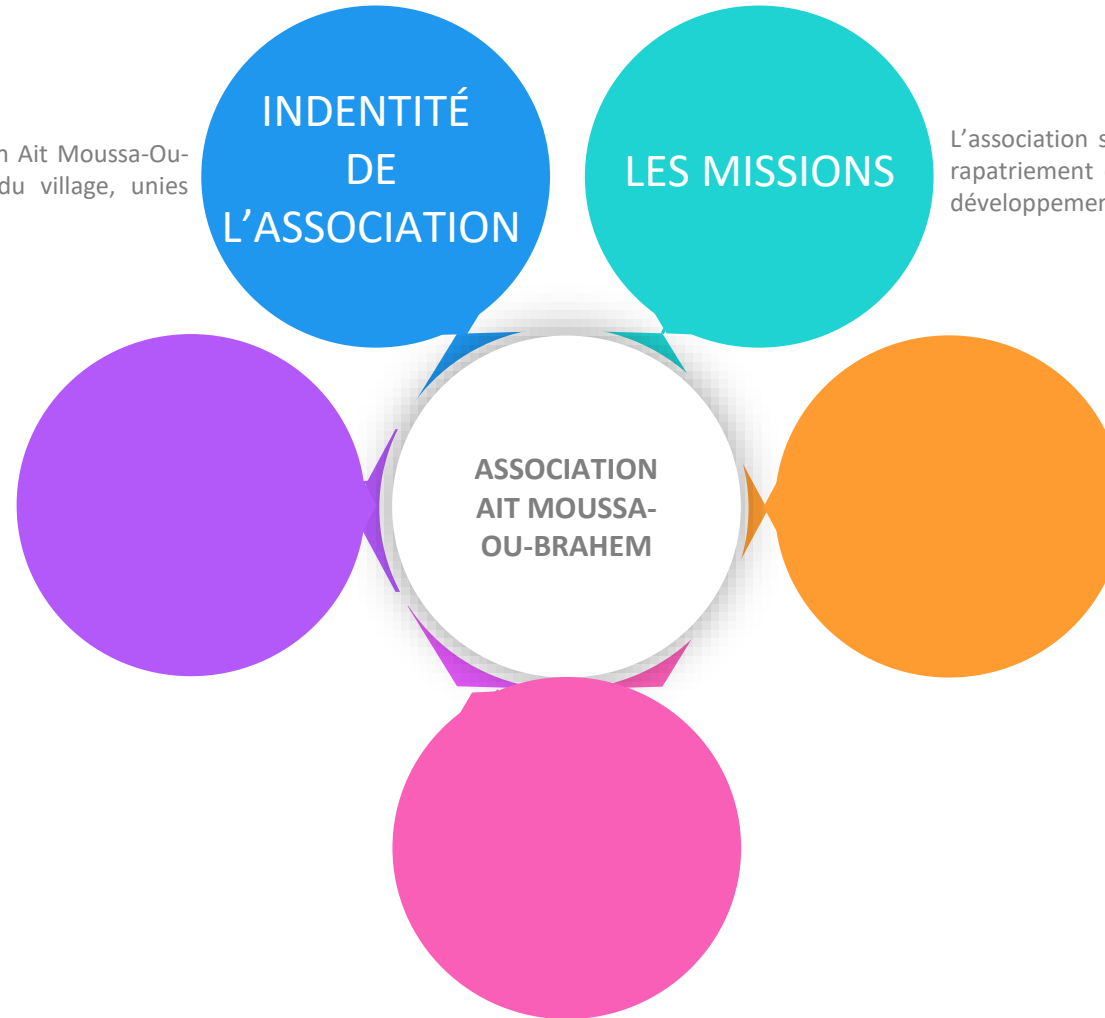 INDENTITÉ
DE
L’ASSOCIATION
LES MISSIONS
Ait Moussa-Ou-
du village, unies
L’association
rapatriement
ASSOCIATION
AIT MOUSSA-
OU-BRAHEM